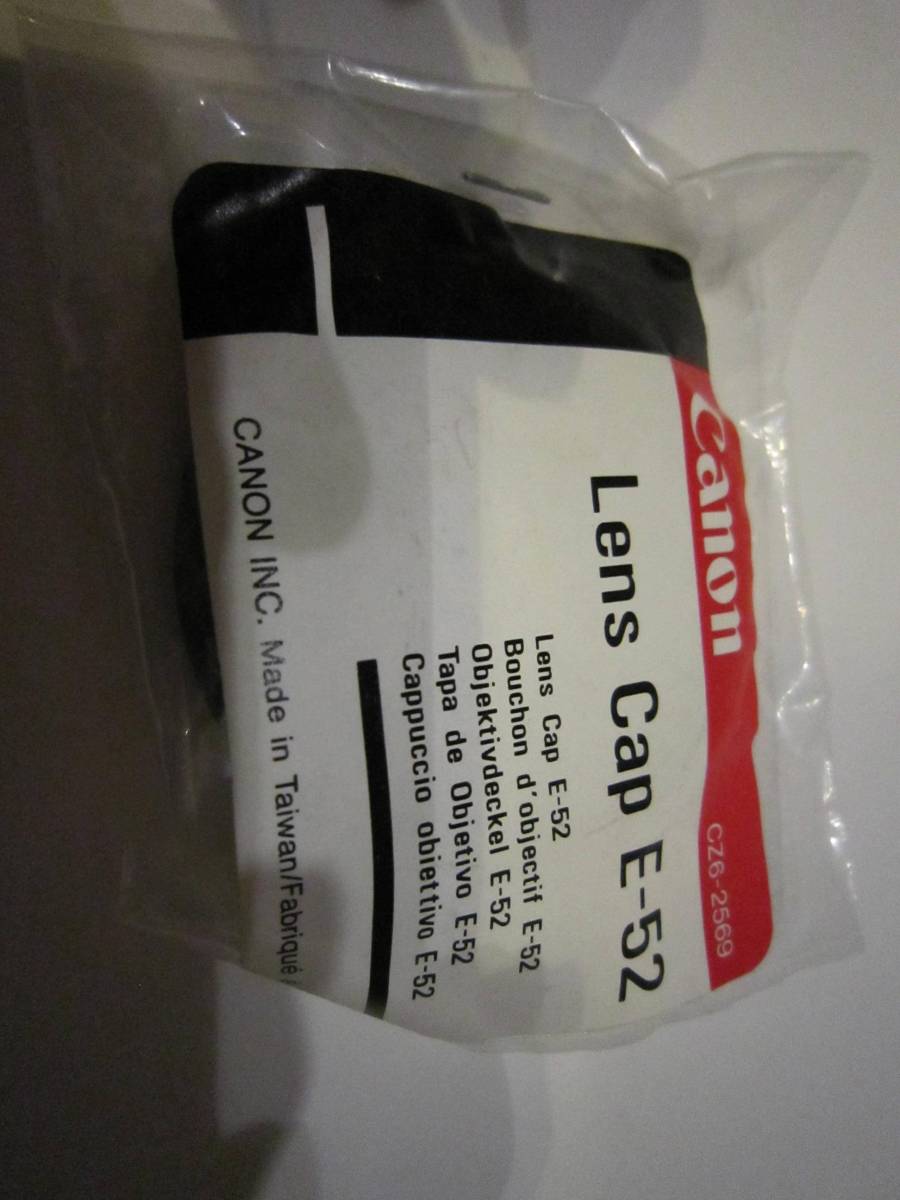 Canon
CZ6-2569
Lens Cap E-52
Lens Cap E-52
Bouchon d'objectif E-52
Objektivdeckel E-52
Tapa de Objetivo E-52
Cappuccio obiettivo E-52
CANON INC. Made in Taiwan/Fabriqué